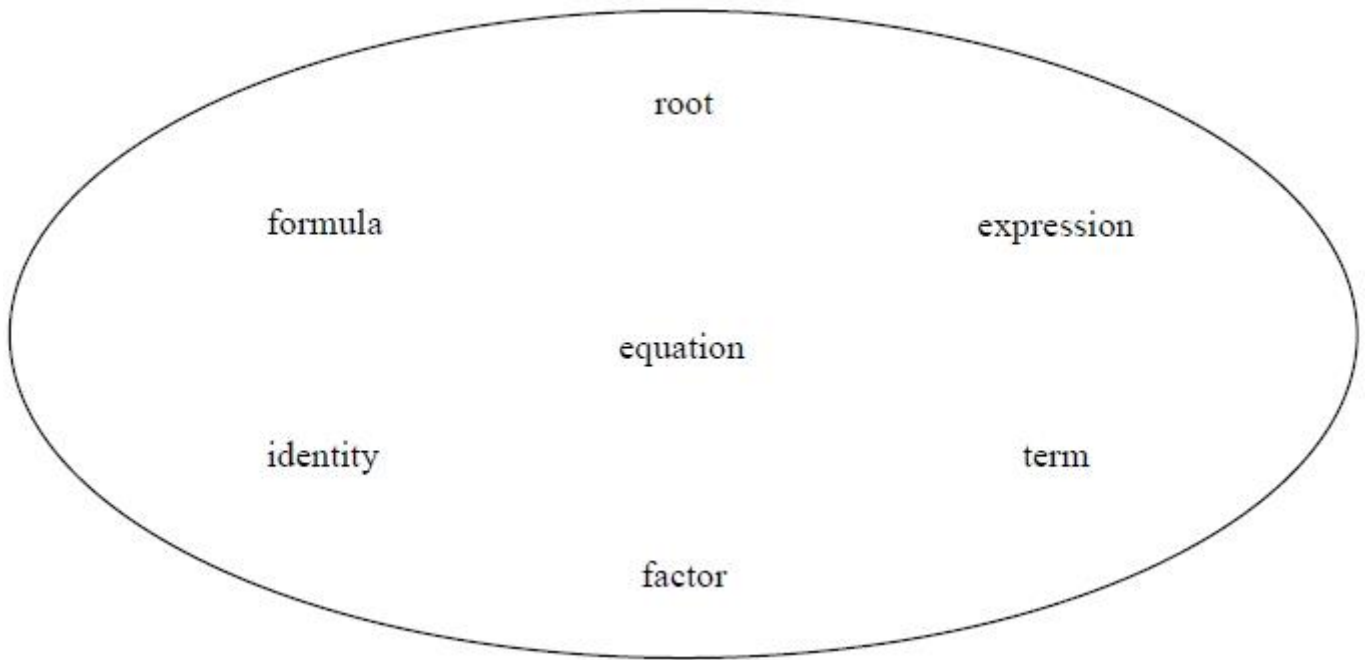 root
formula
expression
equation
identity
term
factor